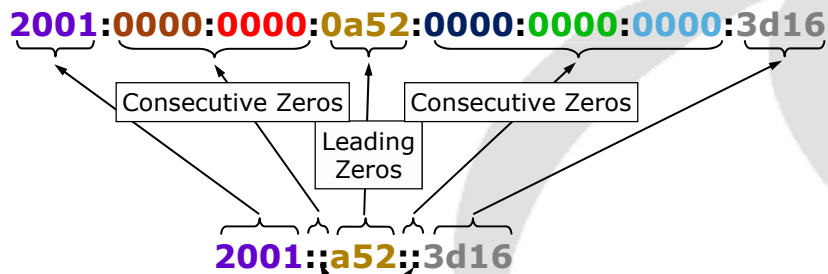 2001:0000:0000:0a52:0000:0000:0000:3d16
Consecutive Zeros
Consecutive Zeros
Leading
Zeros
2001::a52::3d16